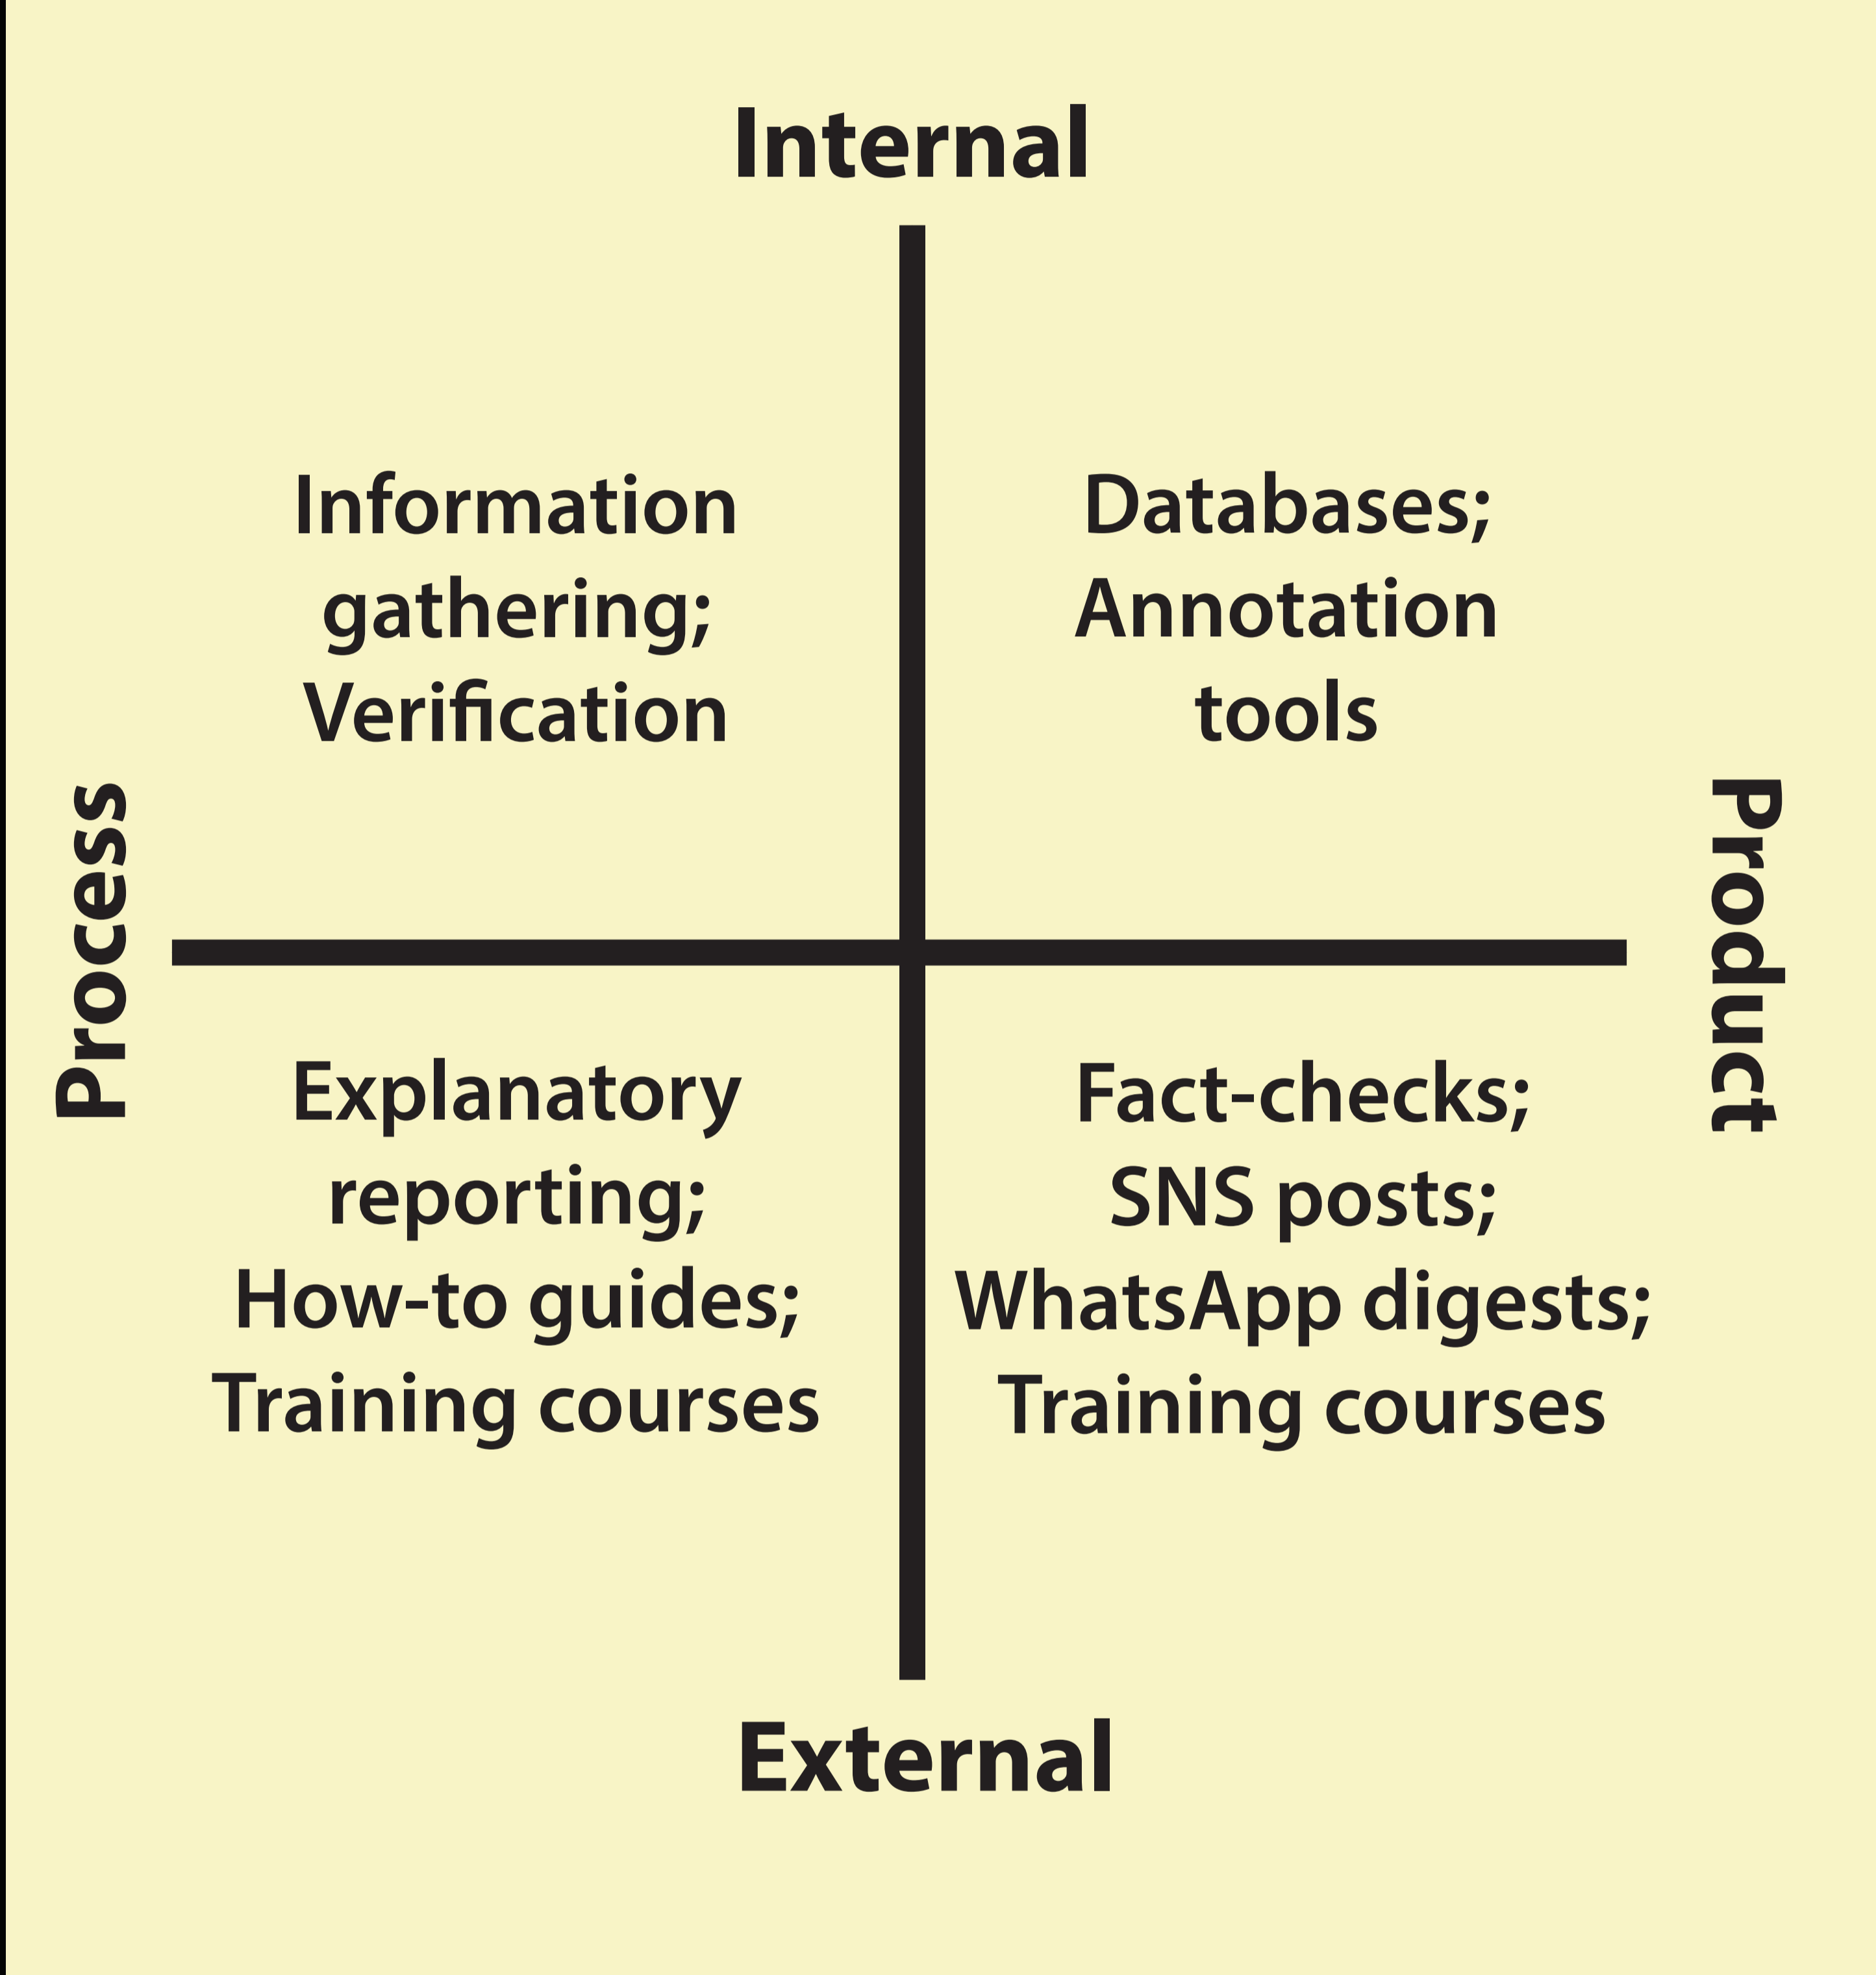 Internal
Information
gathering;
Verification
Databases;
Annotation
tools
Process
Product
Explanatory
reporting;
How-to guides;
Training courses
Fact-checks;
SNS posts;
WhatsApp digests;
Training courses
External